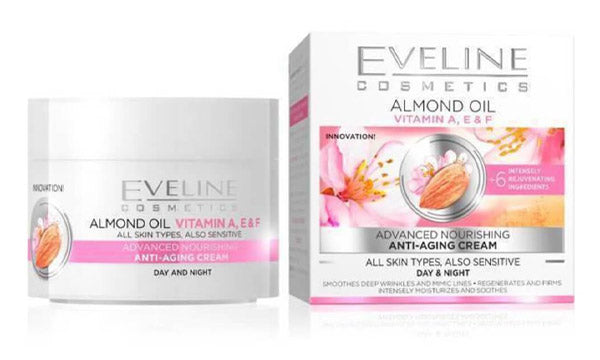 INNOVATION!
EVELINE
COSMETICS
ALMOND OIL VITAMIN A, E&F
ALL SKIN TYPES, ALSO SENSITIVE
ADVANCED NOURISHING
ANTI-AGING CREAM
DAY AND NIGHT
EVELINE
COSMETICS
ALMOND OIL
VITAMIN A, E & F
INNOVATION!
6 INTENSELY
REJUVENATING
INGREDIENTS
ADVANCED NOURISHING
ANTI-AGING CREAM
ALL SKIN TYPES, ALSO SENSITIVE
DAY & NIGHT
SMOOTHES DEEP WRINKLES AND MIMIC LINES • REGENERATES AND FIRMS
INTENSELY MOISTURIZES AND SOOTHES